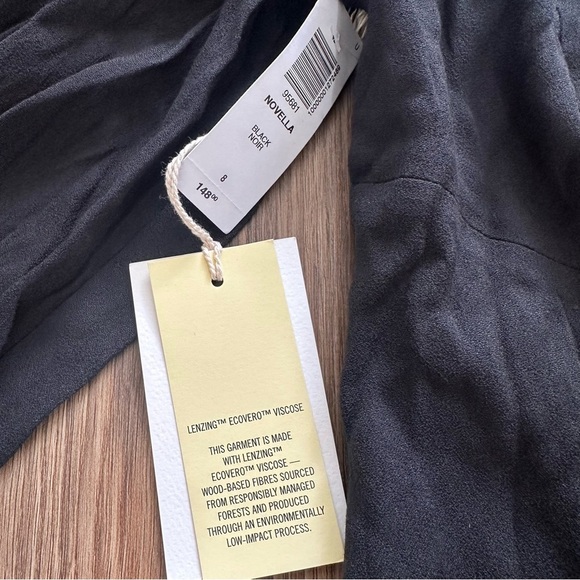 95681
NOVELLA
BLACK
NOIR
8
148.00
LENZING™ ECOVERO™ VISCOSE
THIS GARMENT IS MADE
WITH LENZING™
ECOVERO™ VISCOSE —
WOOD-BASED FIBRES SOURCED
FROM RESPONSIBLY MANAGED
FORESTS AND PRODUCED
THROUGH AN ENVIRONMENTALLY
LOW-IMPACT PROCESS.